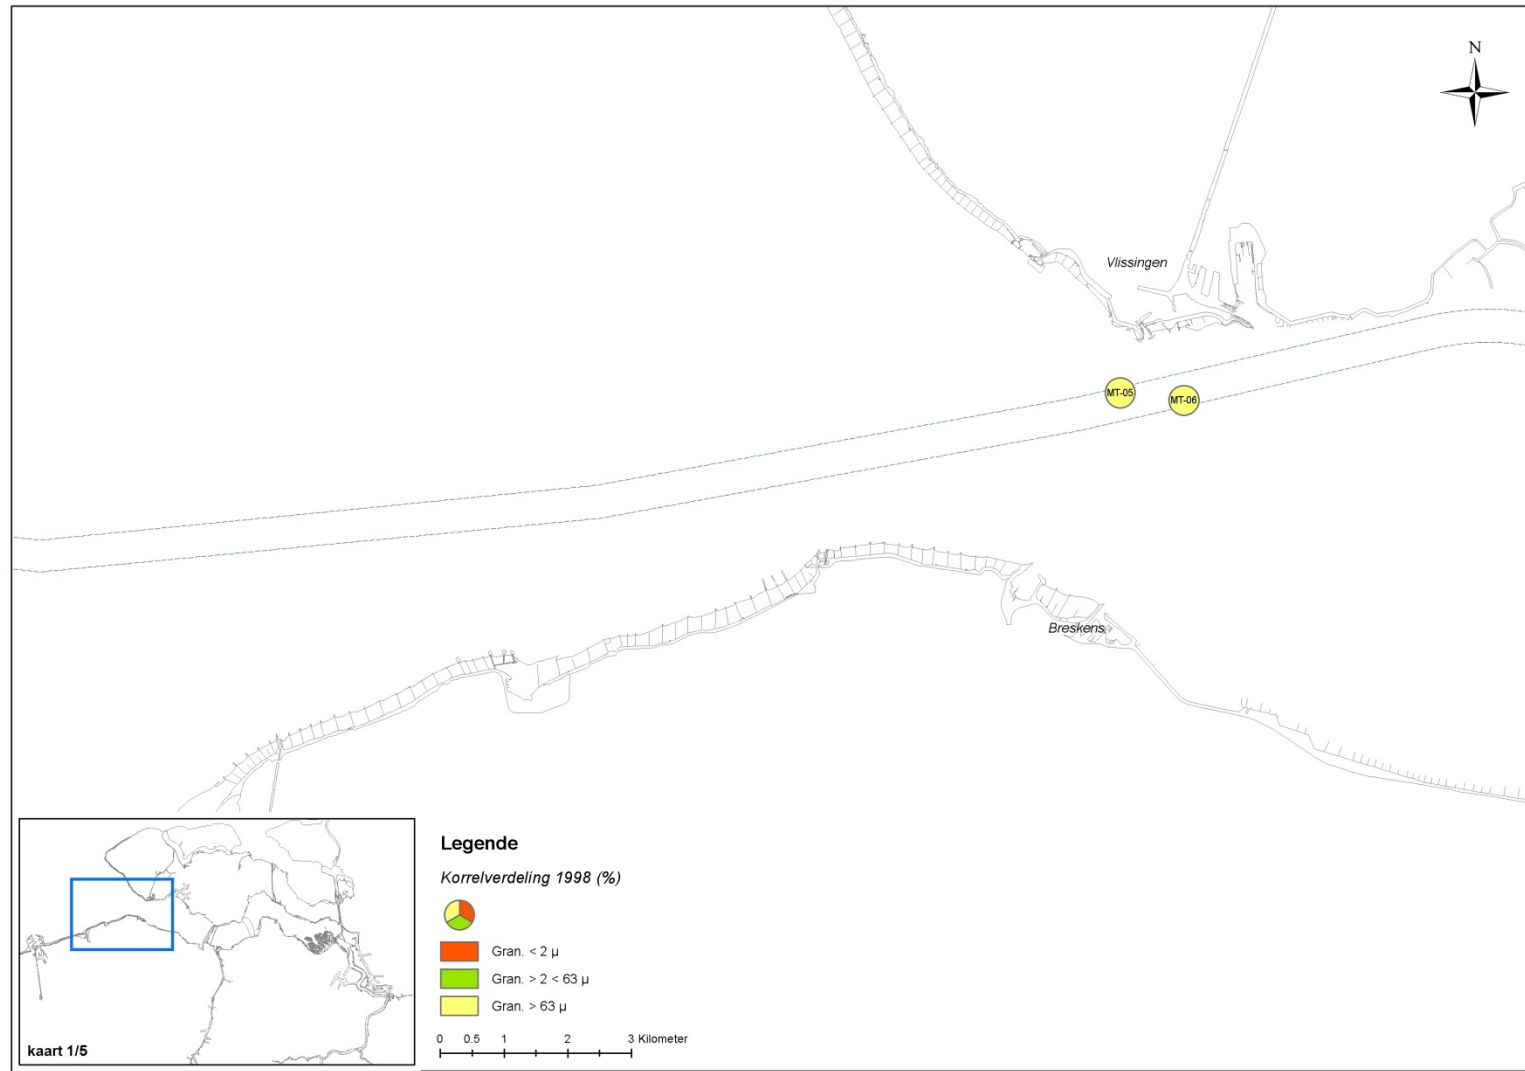 N
Vlissingen
MT-05
MT-06
Breskens
Legende
Korrelverdeling 1998 (%)
Gran. < 2 µ
Gran. > 2 < 63 µ
Gran. > 63 µ
0 0.5 1 2 3 Kilometer
kaart 1/5